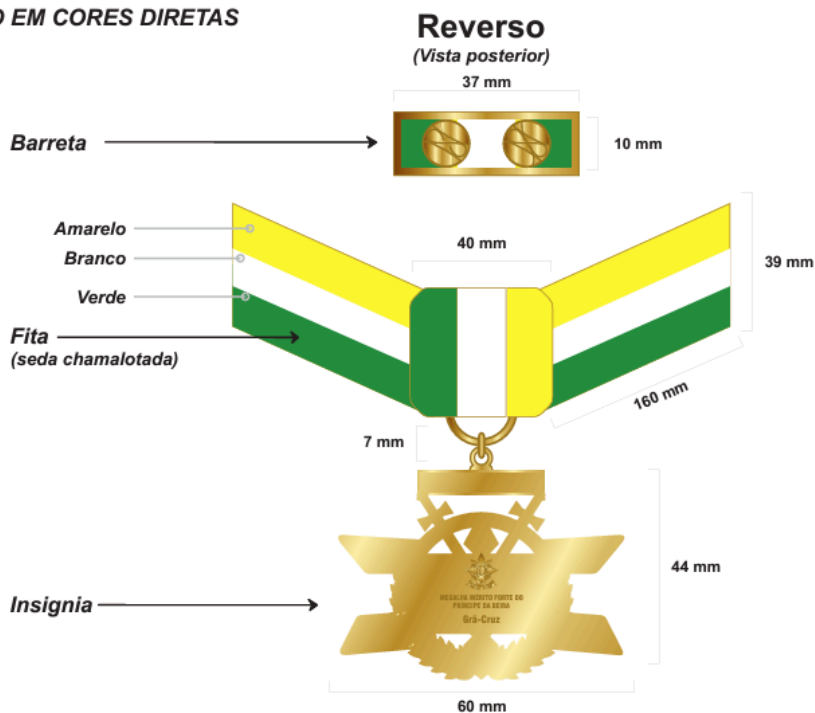 O EM CORES DIRETAS
Reverso
(Vista posterior)
37 mm
Barreta
10 mm
Amarelo
Branco
Verde
40 mm
39 mm
Fita
(seda chamalotada)
160 mm
7 mm
MEDALHA MÉRITO FORTE DO
PRÍNCIPE DA BEIRA
Grã-Cruz
44 mm
Insignia
60 mm